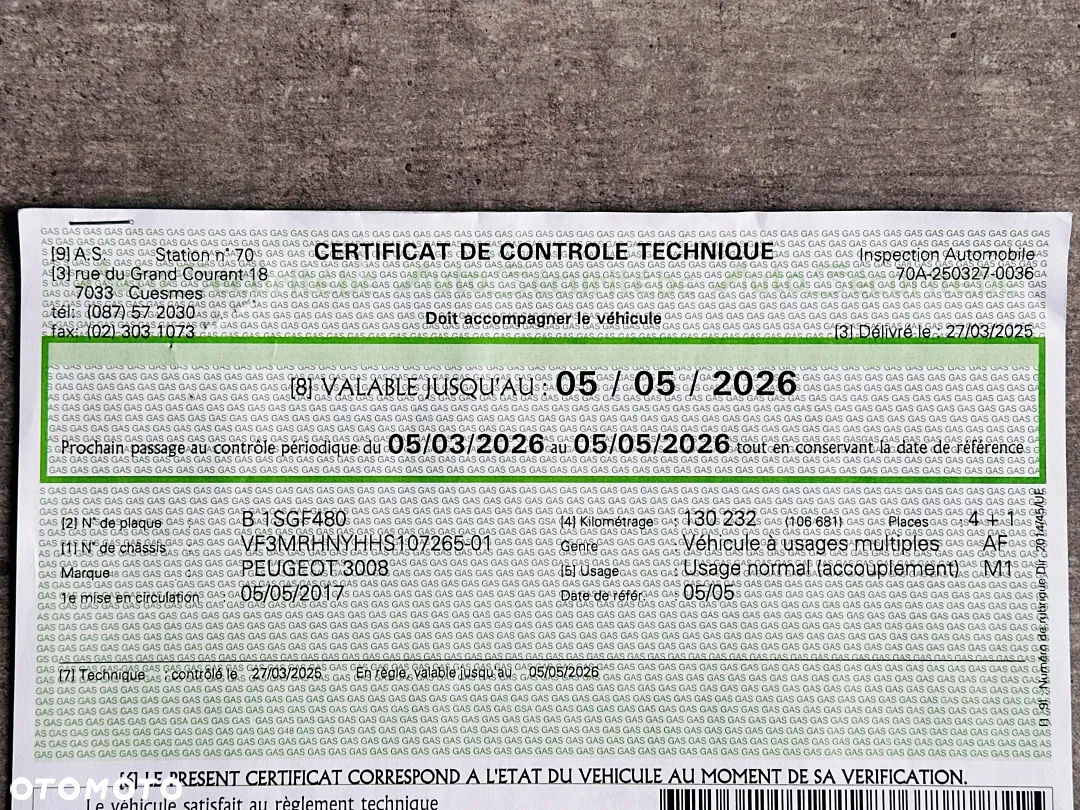 [9] A.S. Station n° 70
CERTIFICAT DE CONTROLE TECHNIQUE
Inspection Automobile
[3] rue du Grand Courant 18
70A-250327-0036
7033 Cuesmes
tél: (087) 57 2030
Doit accompagner le véhicule
fax: (02) 303 1073
[3] Délivré le : 27/03/2025
[8] VALABLE JUSQU'AU : 05 / 05 / 2026
Prochain passage au contrôle périodique du 05/03/2026 au 05/05/2026 tout en conservant la date de référence
[2] N° de plaque : B 1SGF480
[4] Kilométrage : 130 232 (106 681) Places : 4 + 1
[1] N° de châssis : VF3MRHNYHHS107265-01
Genre : Véhicule à usages multiples AF
Marque : PEUGEOT 3008
[5] Usage : Usage normal (accouplement) M1
1e mise en circulation : 05/05/2017
Date de référ. : 05/05
[7] Technique : contrôlé le 27/03/2025 En règle, valable jusqu'au 05/05/2026
[6] LE PRESENT CERTIFICAT CORRESPOND A L'ETAT DU VEHICULE AU MOMENT DE SA VERIFICATION.
Le véhicule satisfait au règlement technique
OTOMOTO